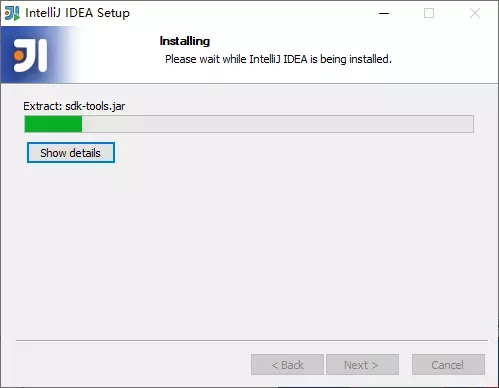 IntelliJ IDEA Setup
Installing
Please wait while IntelliJ IDEA is being installed.
Extract: sdk-tools.jar
Show details
< Back
Next >
Cancel